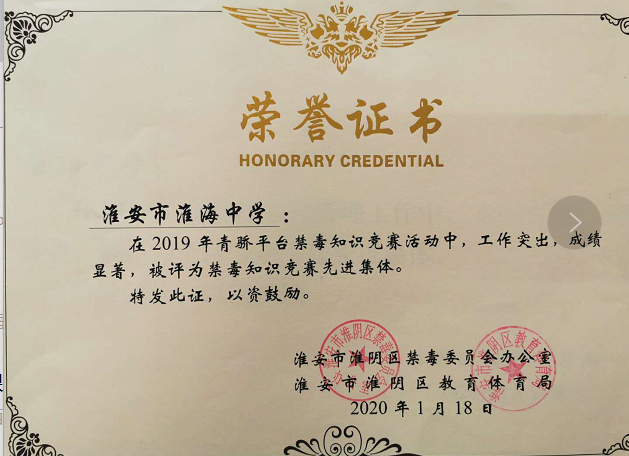 荣誉证书
HONORARY CREDENTIAL
淮安市淮海中学：
在2019年青骄平台禁毒知识竞赛活动中，工作突出，成绩
显著，被评为禁毒知识竞赛先进集体。
特发此证，以资鼓励。
淮安市淮阴区禁毒委员会办公室
淮安市淮阴区教育体育局
2020年1月18日